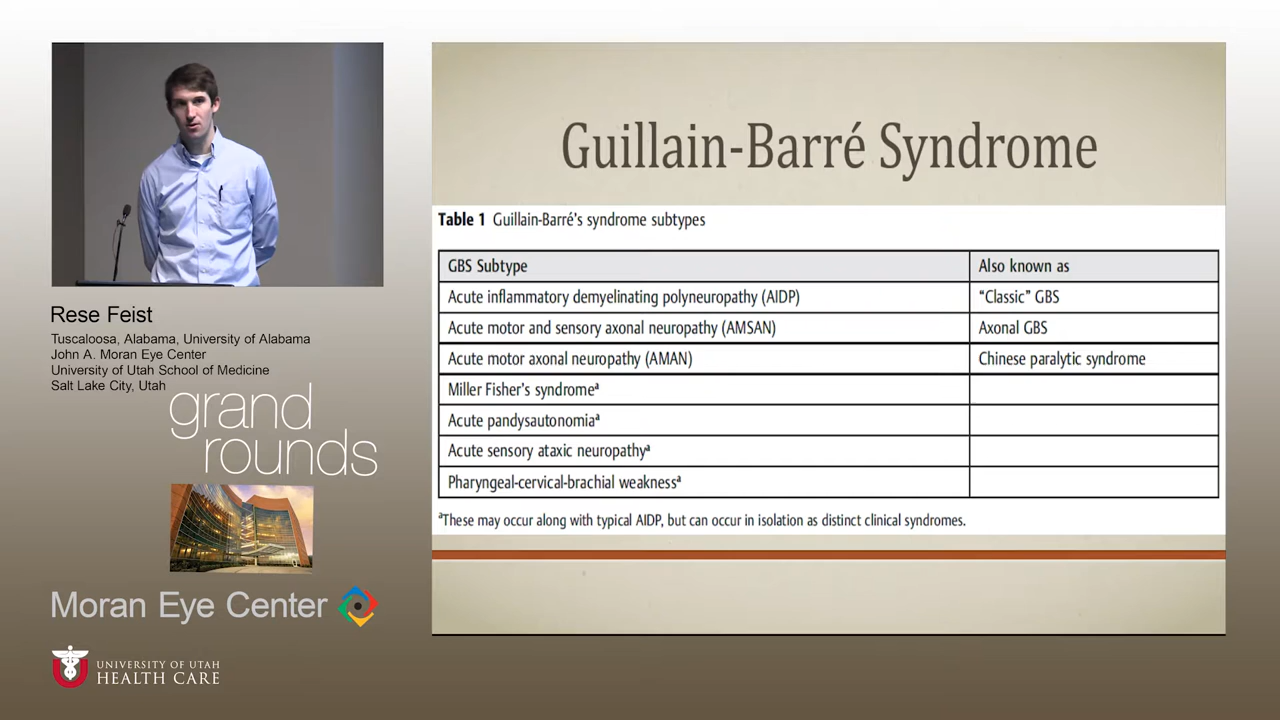 Guillain-Barré Syndrome
Table 1 Guillain-Barré's syndrome subtypes
GBS Subtype Also known as
Acute inflammatory demyelinating polyneuropathy (AIDP) “Classic” GBS
Acute motor and sensory axonal neuropathy (AMSAN) Axonal GBS
Acute motor axonal neuropathy (AMAN) Chinese paralytic syndrome
Miller Fisher's syndromeᵃ
Acute pandysautonomiaᵃ
Acute sensory ataxic neuropathyᵃ
Pharyngeal-cervical-brachial weaknessᵃ
ᵃThese may occur along with typical AIDP, but can occur in isolation as distinct clinical syndromes.
Rese Feist
Tuscaloosa, Alabama, University of Alabama
John A. Moran Eye Center
University of Utah School of Medicine
Salt Lake City, Utah
grand
rounds
Moran Eye Center
UNIVERSITY OF UTAH
HEALTH CARE